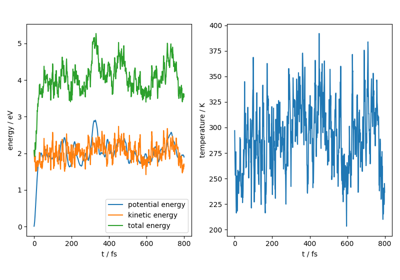 energy / eV
5
4
3
2
1
0
potential energy
kinetic energy
total energy
0 200 400 600 800
t / fs
temperature / K
400
375
350
325
300
275
250
225
200
0 200 400 600 800
t / fs